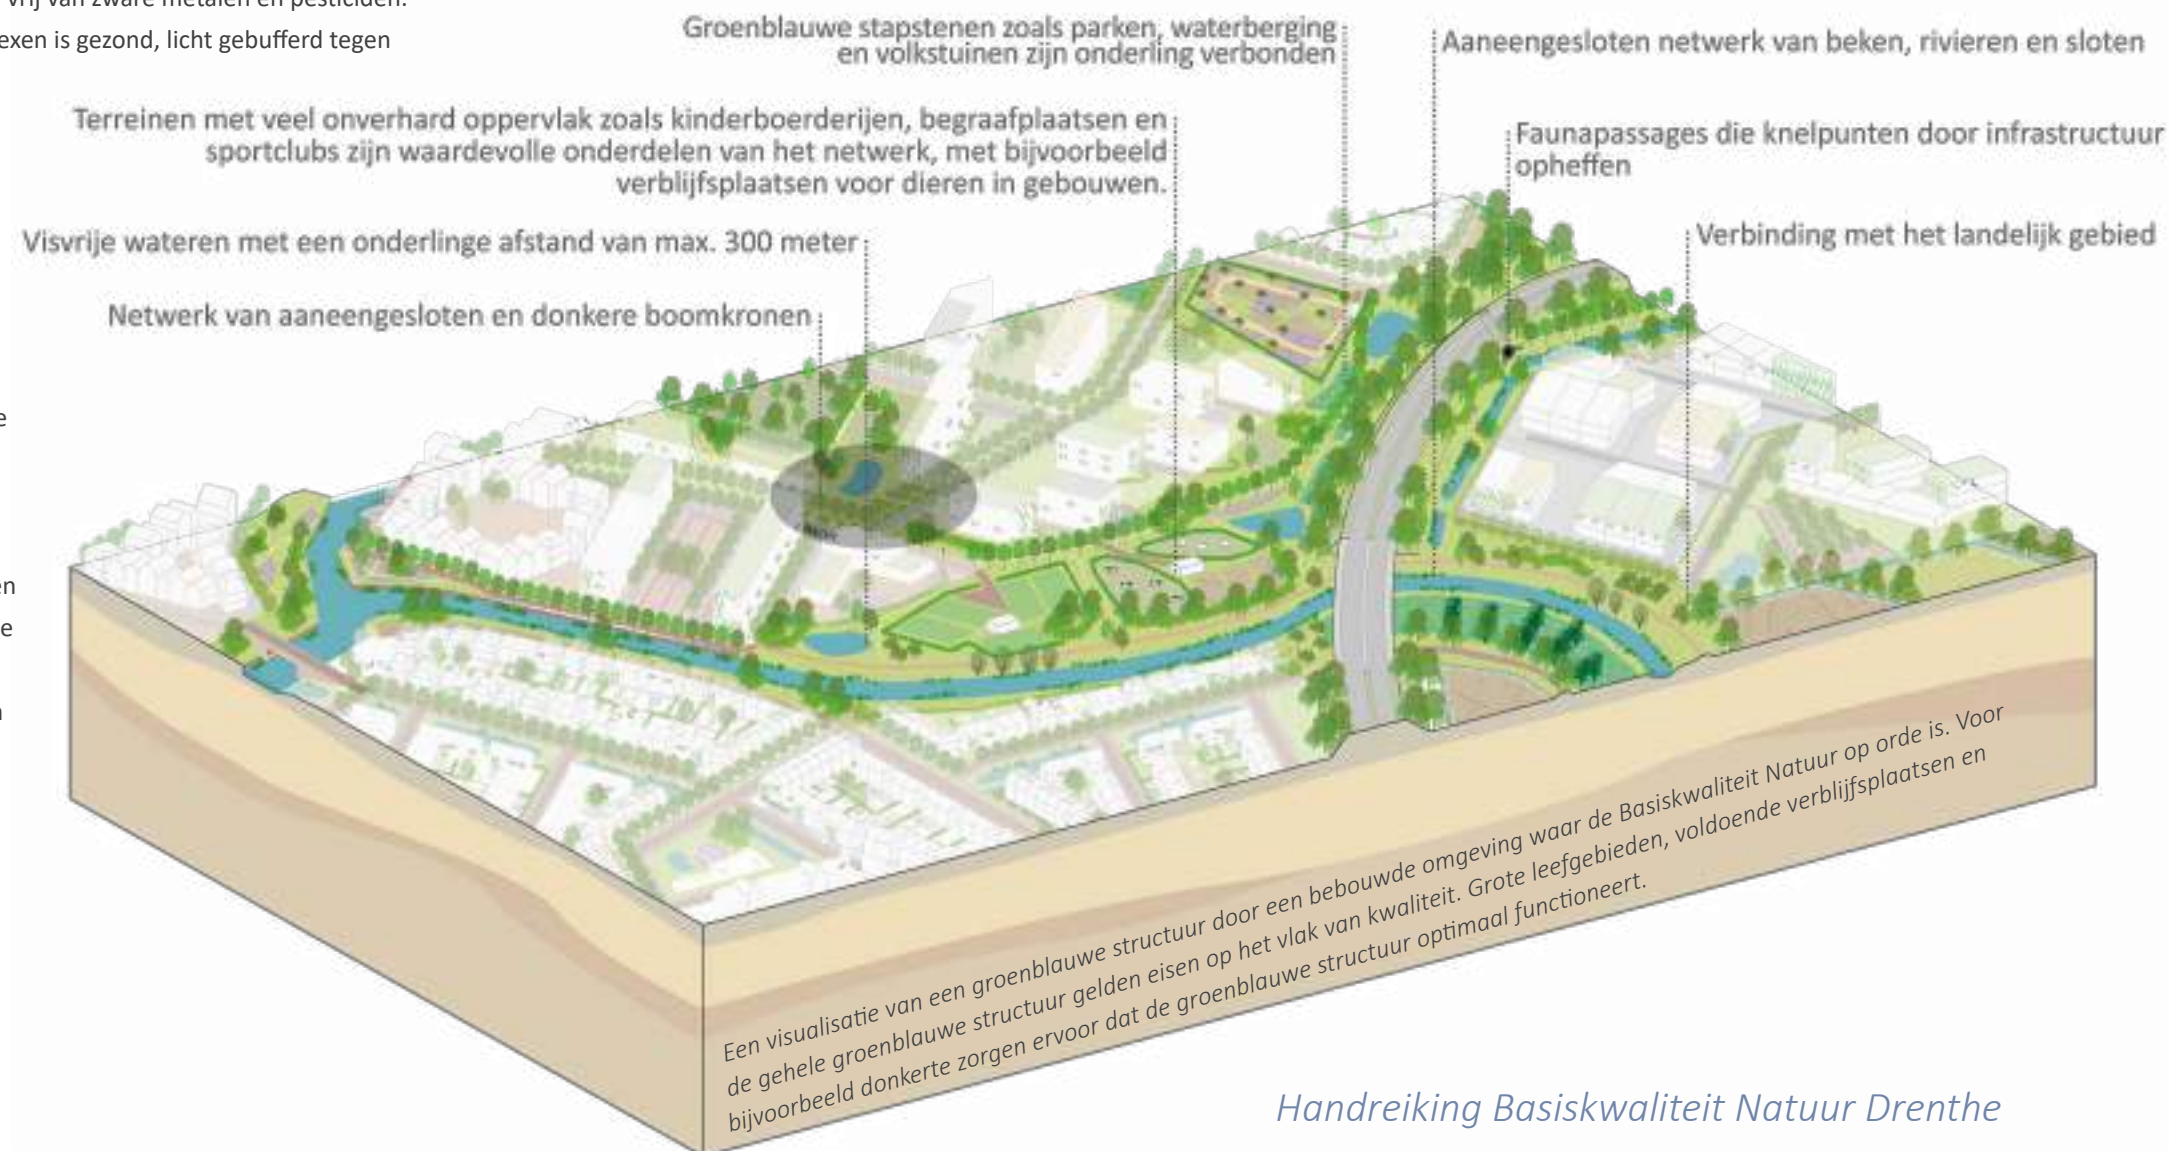 vrij van zware metalen en pesticiden.
exen is gezond, licht gebufferd tegen
Groenblauwe stapstenen zoals parken, waterberging
en volkstuinen zijn onderling verbonden
Aaneengesloten netwerk van beken, rivieren en sloten
Terreinen met veel onverhard oppervlak zoals kinderboerderijen, begraafplaatsen en
sportclubs zijn waardevolle onderdelen van het netwerk, met bijvoorbeeld
verblijfsplaatsen voor dieren in gebouwen.
Faunapassages die knelpunten door infrastructuur
opheffen
Visvrije wateren met een onderlinge afstand van max. 300 meter
Verbinding met het landelijk gebied
Netwerk van aaneengesloten en donkere boomkronen
e
en
e
Een visualisatie van een groenblauwe structuur door een bebouwde omgeving waar de Basiskwaliteit Natuur op orde is. Voor
de gehele groenblauwe structuur gelden eisen op het vlak van kwaliteit. Grote leefgebieden, voldoende verblijfsplaatsen en
bijvoorbeeld donkerte zorgen ervoor dat de groenblauwe structuur optimaal functioneert.
Handreiking Basiskwaliteit Natuur Drenthe